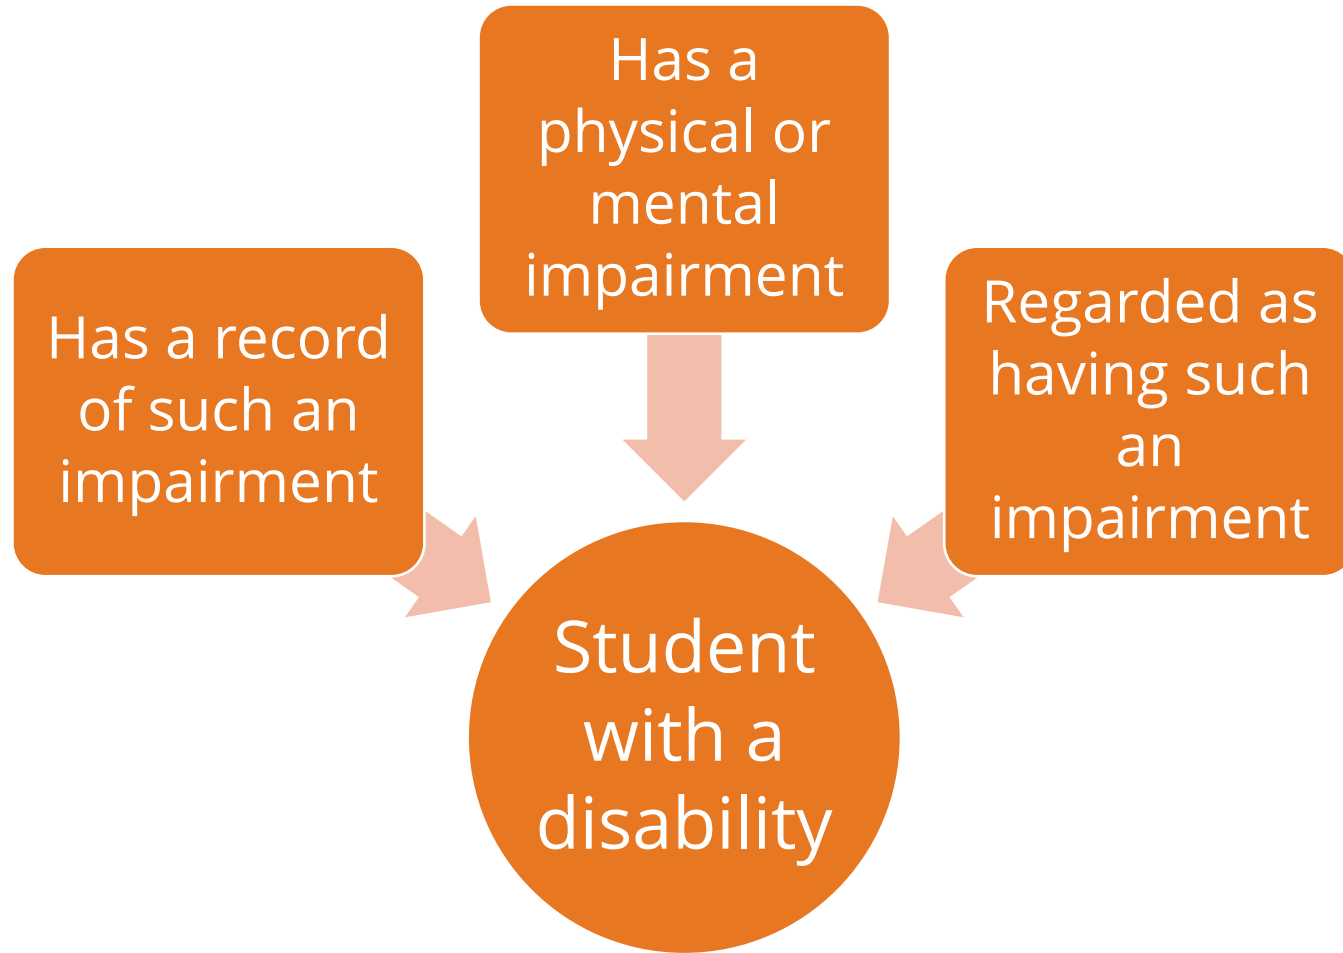 Has a
physical or
mental
impairment
Has a record
of such an
impairment
Regarded as
having such
an
impairment
Student
with a
disability